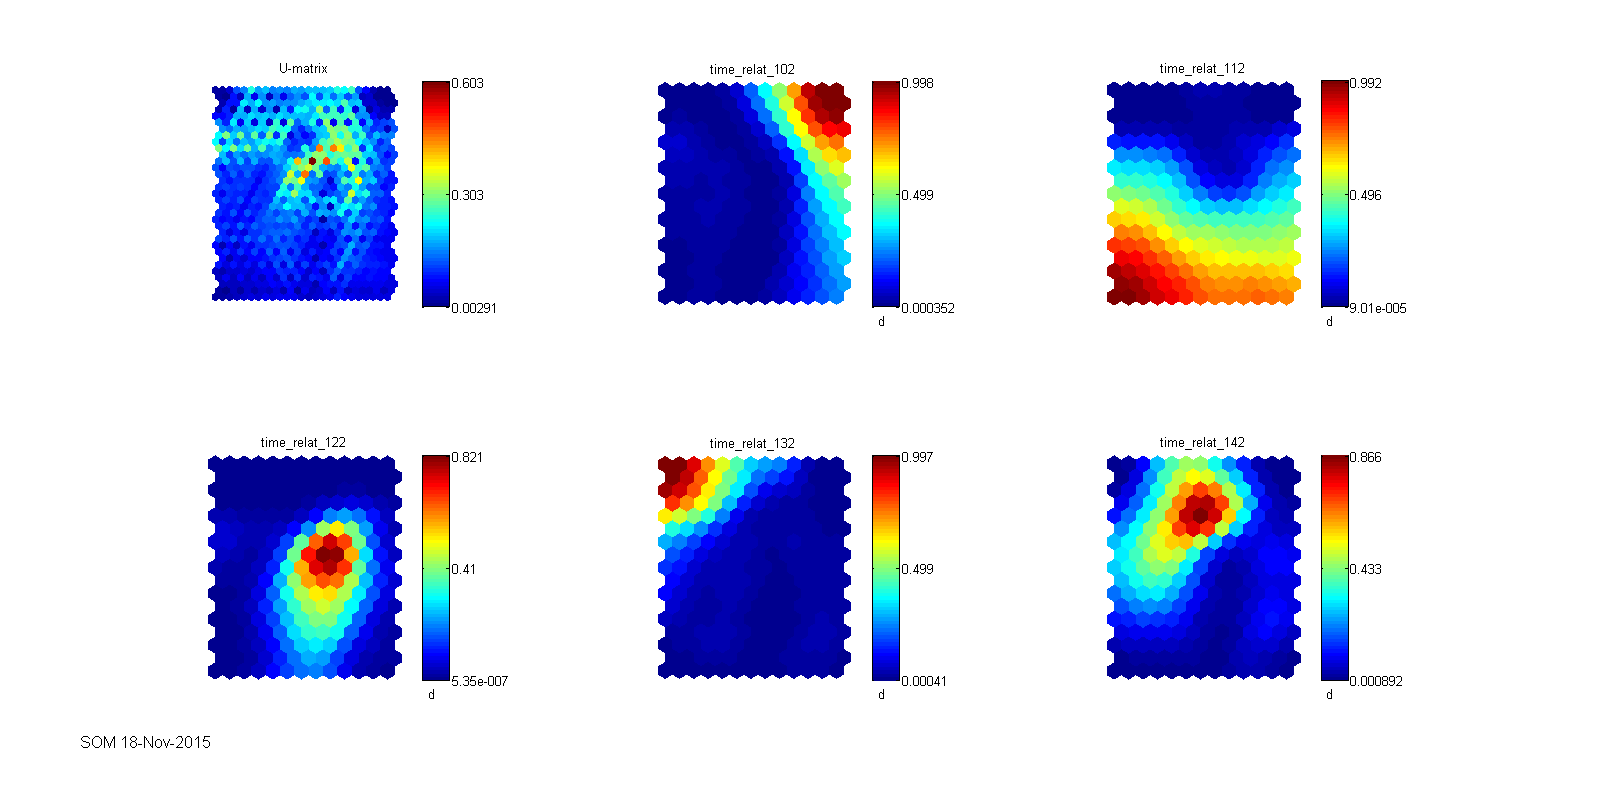 U-matrix
0.603
0.303
0.00291
time_relat_102
0.998
0.499
0.000352
d
time_relat_112
0.992
0.496
9.01e-005
d
time_relat_122
0.821
0.41
5.35e-007
d
time_relat_132
0.997
0.499
0.00041
d
time_relat_142
0.866
0.433
0.000892
d
SOM 18-Nov-2015